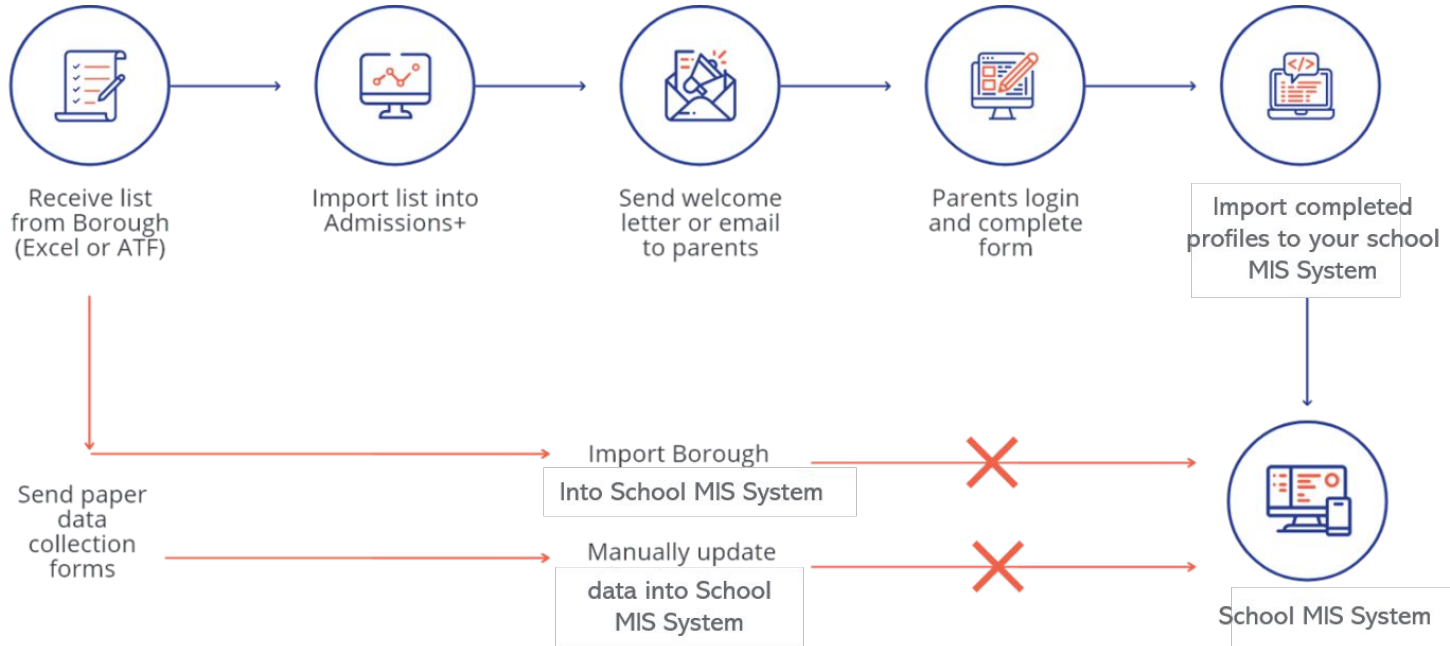 Receive list
from Borough
(Excel or ATF)
Import list into
Admissions+
Send welcome
letter or email
to parents
Parents login
and complete
form
</>
Import completed
profiles to your school
MIS System
Import Borough
Into School MIS System
Send paper
data
collection
forms
Manually update
data into School
MIS System
School MIS System